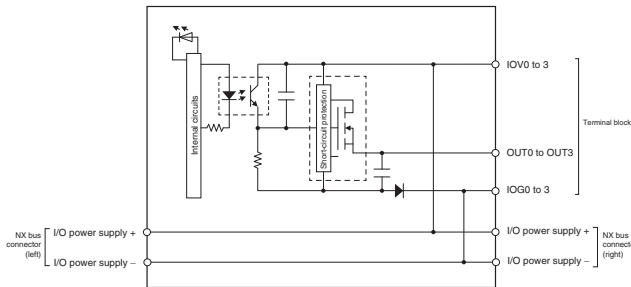 Internal circuits
Short-circuit protection
IOV0 to 3
OUT0 to OUT3
IOG0 to 3
Terminal block
NX bus
connector
(left)
I/O power supply +
I/O power supply –
I/O power supply +
I/O power supply –
NX bus
connecto
(right)